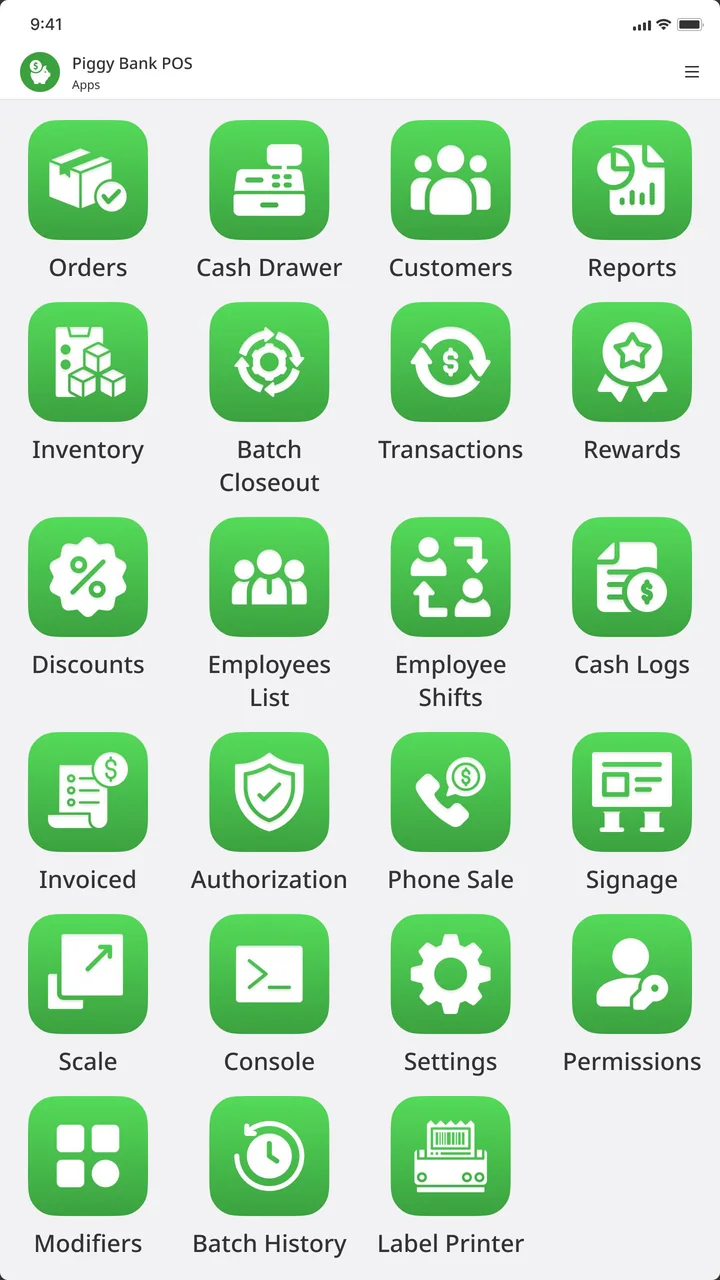 9:41
Piggy Bank POS
Apps
Orders
Cash Drawer
Customers
Reports
Inventory
Batch
Closeout
Transactions
Rewards
Discounts
Employees
List
Employee
Shifts
Cash Logs
Invoiced
Authorization
Phone Sale
Signage
Scale
Console
Settings
Permissions
Modifiers
Batch History
Label Printer